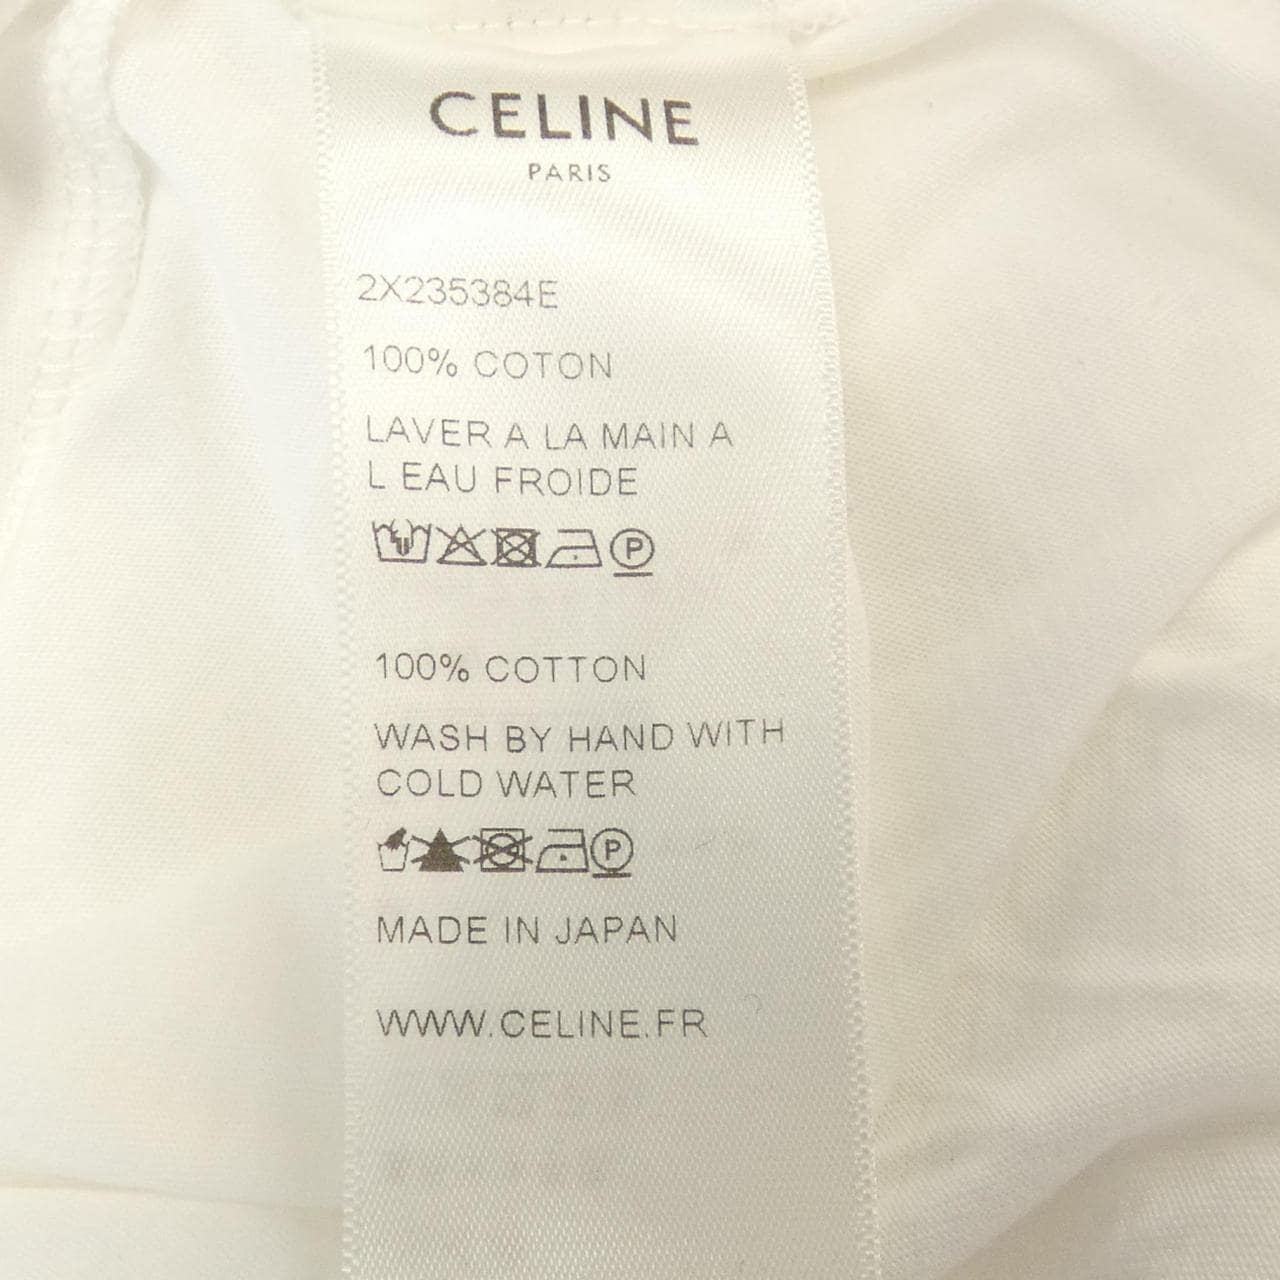 CELINE
PARIS
2X235384E
100% COTON
LAVER A LA MAIN A
L EAU FROIDE
P
100% COTTON
WASH BY HAND WITH
COLD WATER
P
MADE IN JAPAN
WWW.CELINE.FR